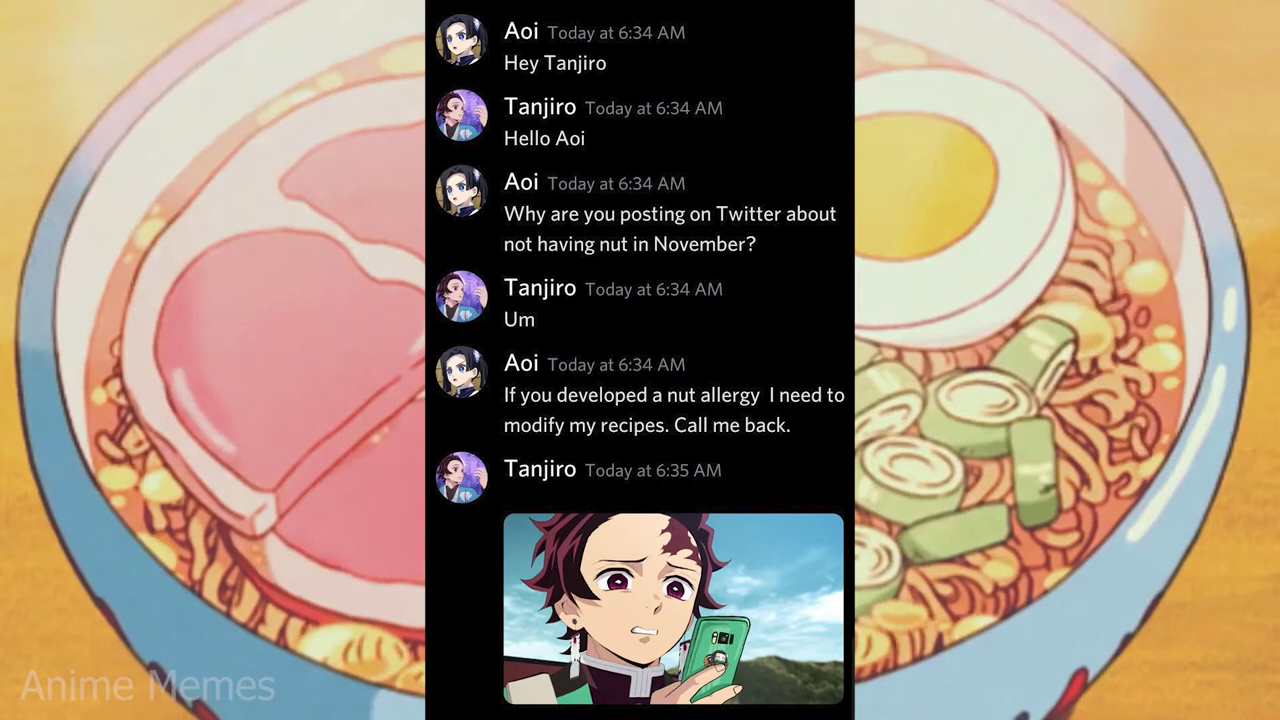 Aoi Today at 6:34 AM
Hey Tanjiro
Tanjiro Today at 6:34 AM
Hello Aoi
Aoi Today at 6:34 AM
Why are you posting on Twitter about
not having nut in November?
Tanjiro Today at 6:34 AM
Um
Aoi Today at 6:34 AM
If you developed a nut allergy  I need to
modify my recipes. Call me back.
Tanjiro Today at 6:35 AM
Anime Memes